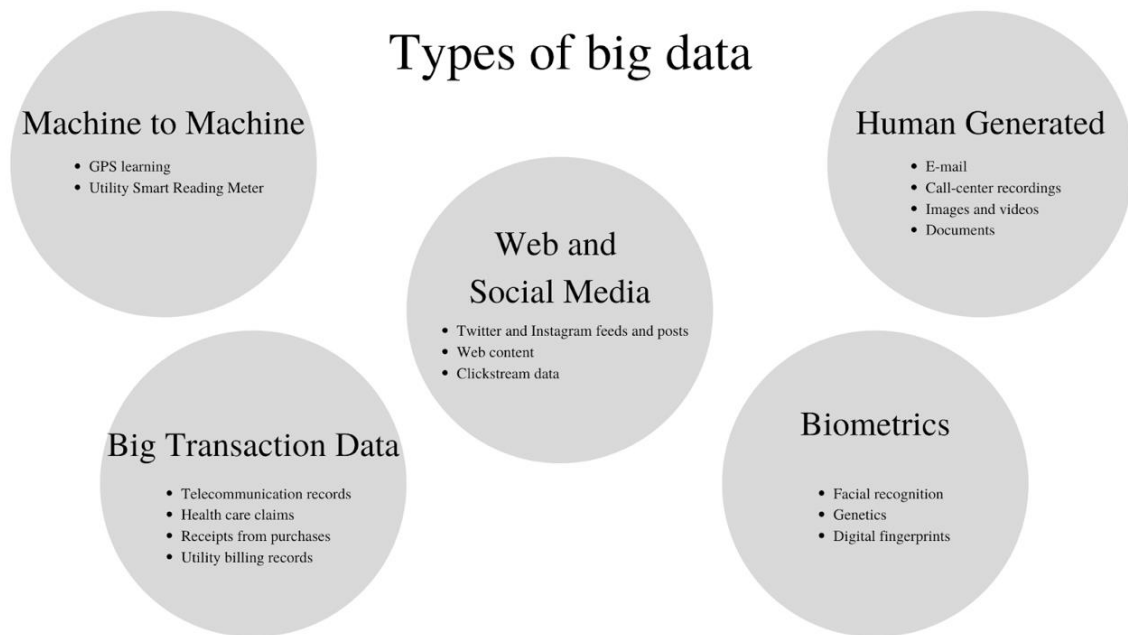 Types of big data
Machine to Machine
• GPS learning
• Utility Smart Reading Meter
Human Generated
• E-mail
• Call-center recordings
• Images and videos
• Documents
Web and
Social Media
• Twitter and Instagram feeds and posts
• Web content
• Clickstream data
Big Transaction Data
• Telecommunication records
• Health care claims
• Receipts from purchases
• Utility billing records
Biometrics
• Facial recognition
• Genetics
• Digital fingerprints